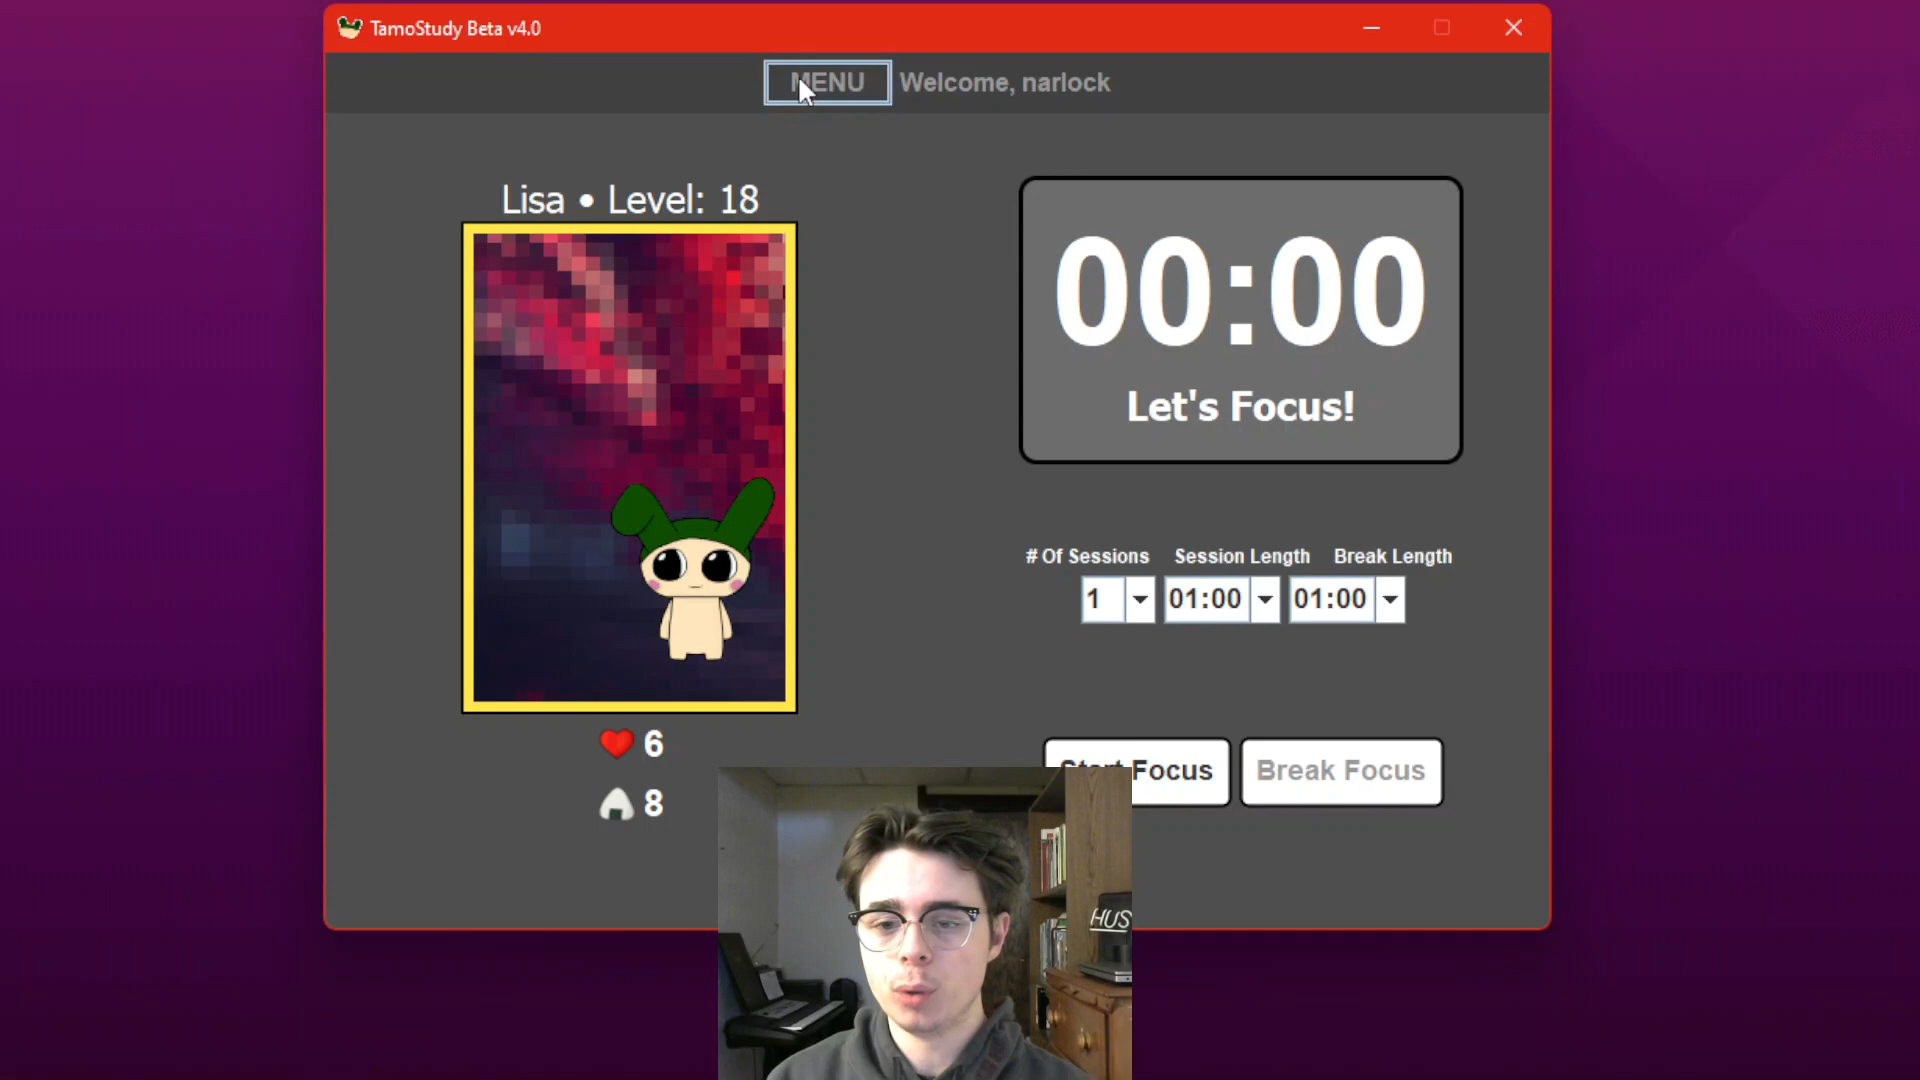 TamoStudy Beta v4.0
MENU Welcome, narlock
Lisa • Level: 18
00:00
Let's Focus!
# Of Sessions Session Length Break Length
1 01:00 01:00
6
8
Start Focus Break Focus
HUS